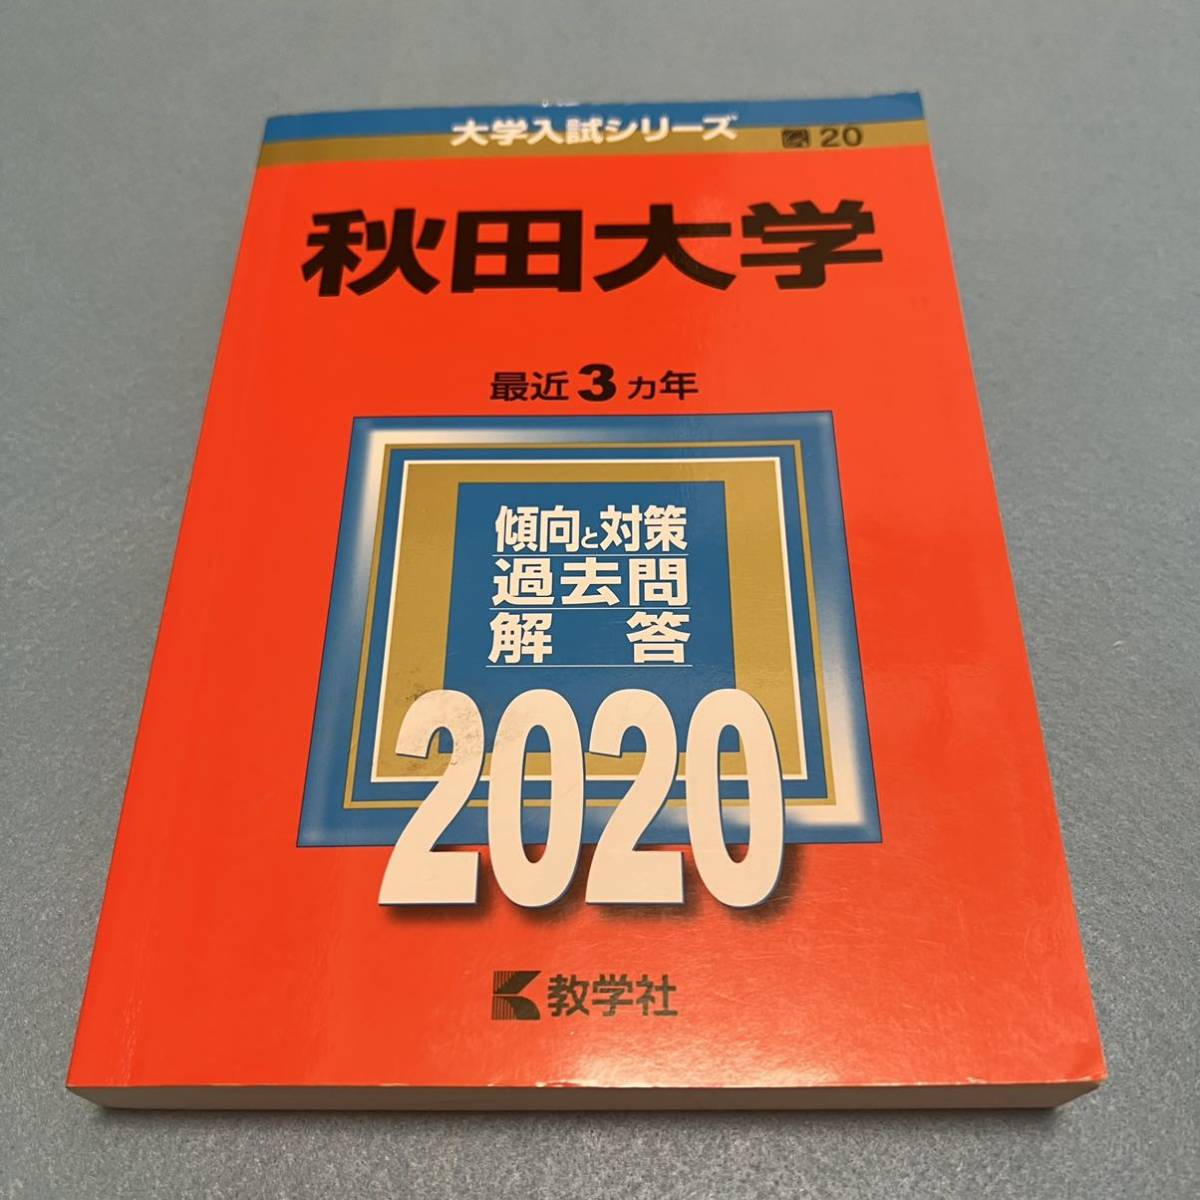 大学入試シリーズ
20
秋田大学
最近3カ年
傾向と対策
過去問
解答
2020
教学社